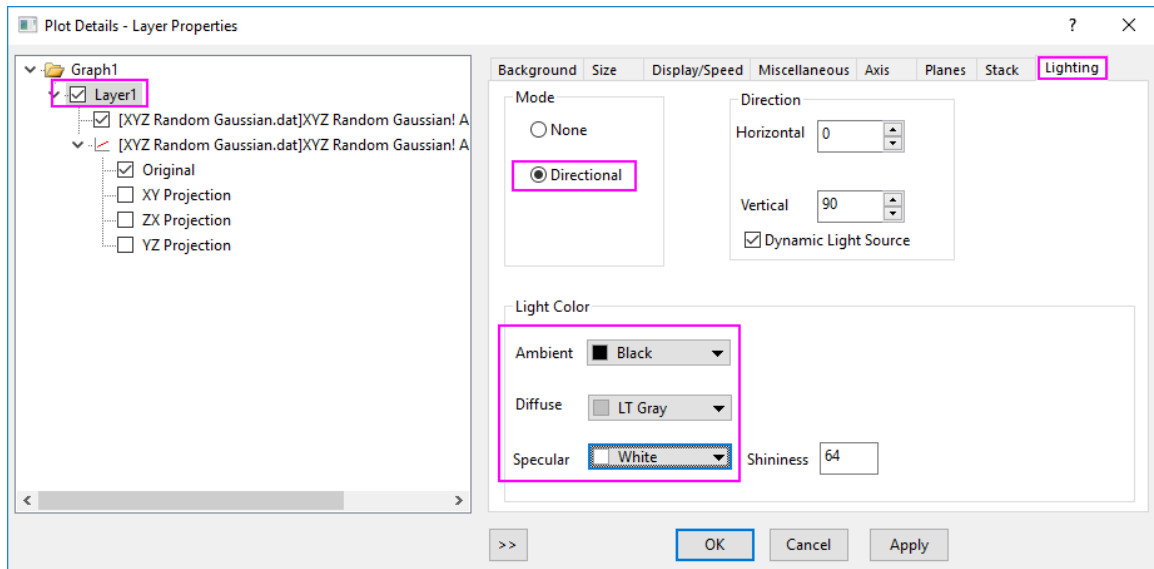 Plot Details - Layer Properties
?
Graph1
Layer1
[XYZ Random Gaussian.dat]XYZ Random Gaussian! A
[XYZ Random Gaussian.dat]XYZ Random Gaussian! A
Original
XY Projection
ZX Projection
YZ Projection
Background Size Display/Speed Miscellaneous Axis Planes Stack Lighting
Mode
None
Directional
Direction
Horizontal 0
Vertical 90
Dynamic Light Source
Light Color
Ambient Black
Diffuse LT Gray
Specular White Shininess 64
>> OK Cancel Apply